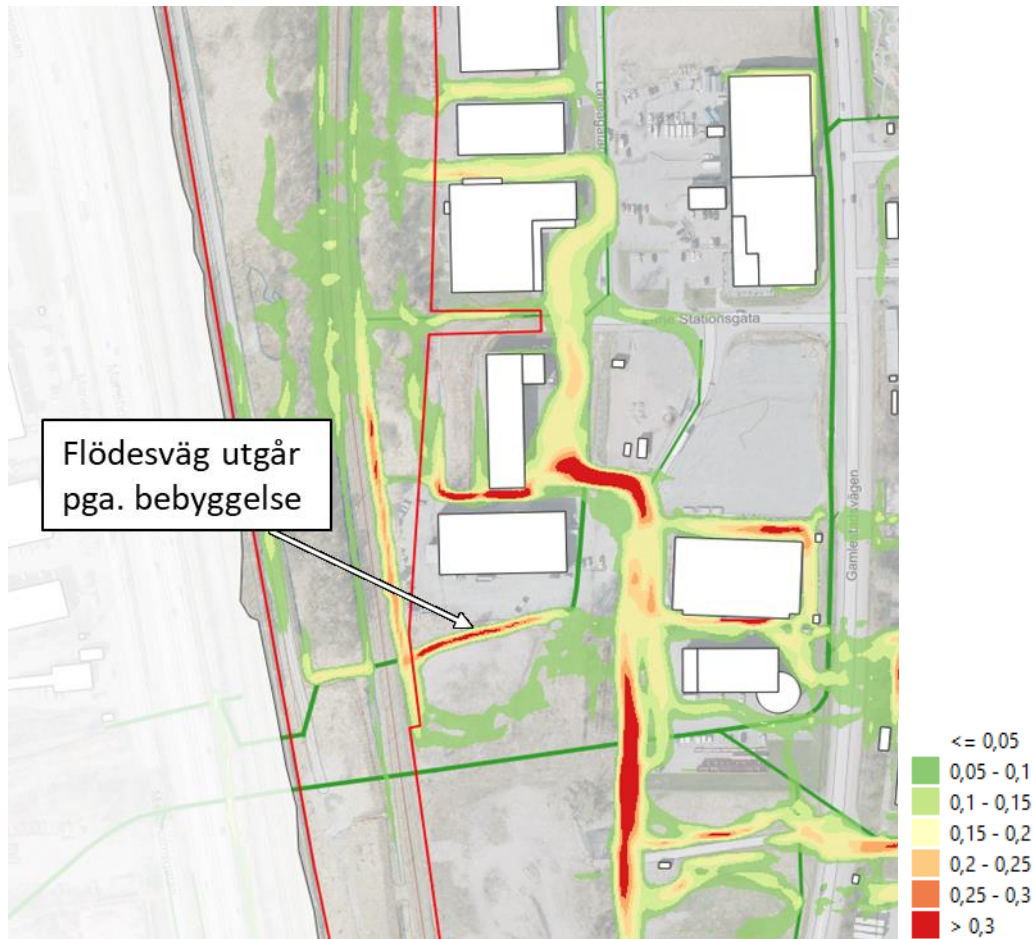 Flödesväg utgår
pga. bebyggelse
Stationsgata
Gamlestadsvägen
<= 0,05
0,05 - 0,1
0,1 - 0,15
0,15 - 0,2
0,2 - 0,25
0,25 - 0,3
> 0,3